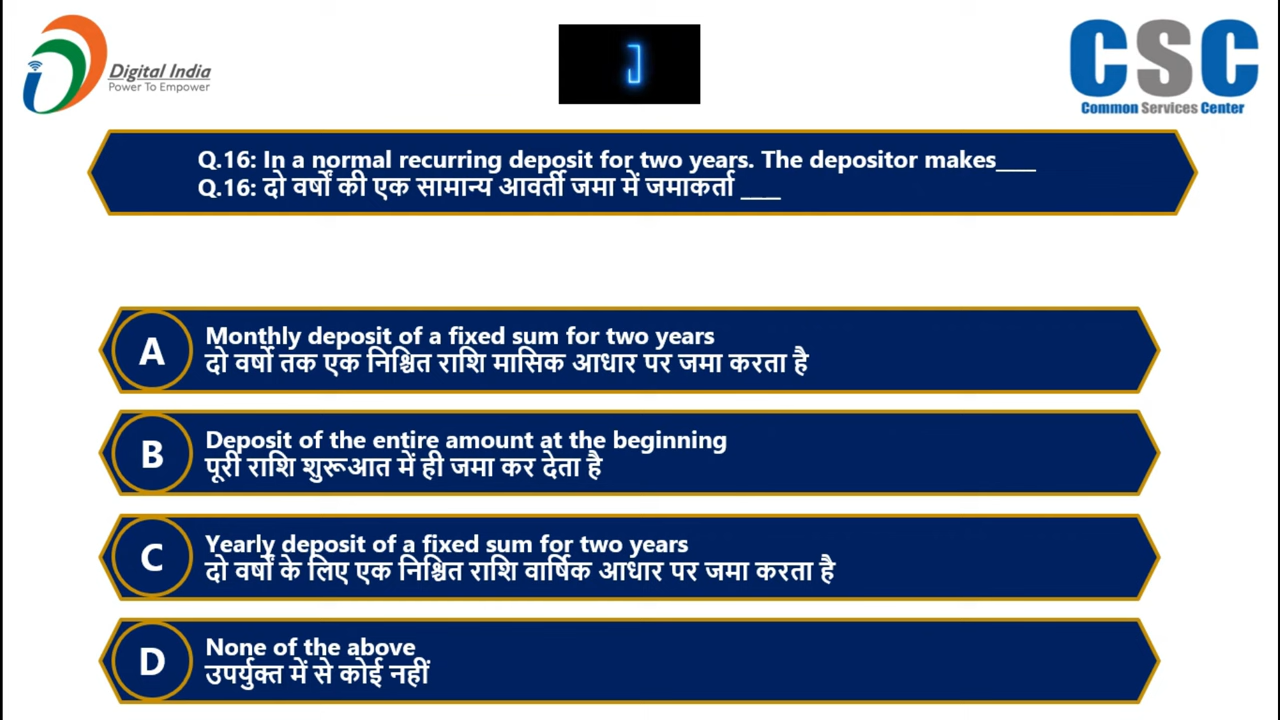 Digital India
Power To Empower
CSC
Common Services Center
Q.16: In a normal recurring deposit for two years. The depositor makes___
Q.16: दो वर्षों की एक सामान्य आवर्ती जमा में जमाकर्ता ___
A
Monthly deposit of a fixed sum for two years
दो वर्षो तक एक निश्चित राशि मासिक आधार पर जमा करता है
B
Deposit of the entire amount at the beginning
पूरी राशि शुरूआत में ही जमा कर देता है
C
Yearly deposit of a fixed sum for two years
दो वर्षों के लिए एक निश्चित राशि वार्षिक आधार पर जमा करता है
D
None of the above
उपर्युक्त में से कोई नहीं